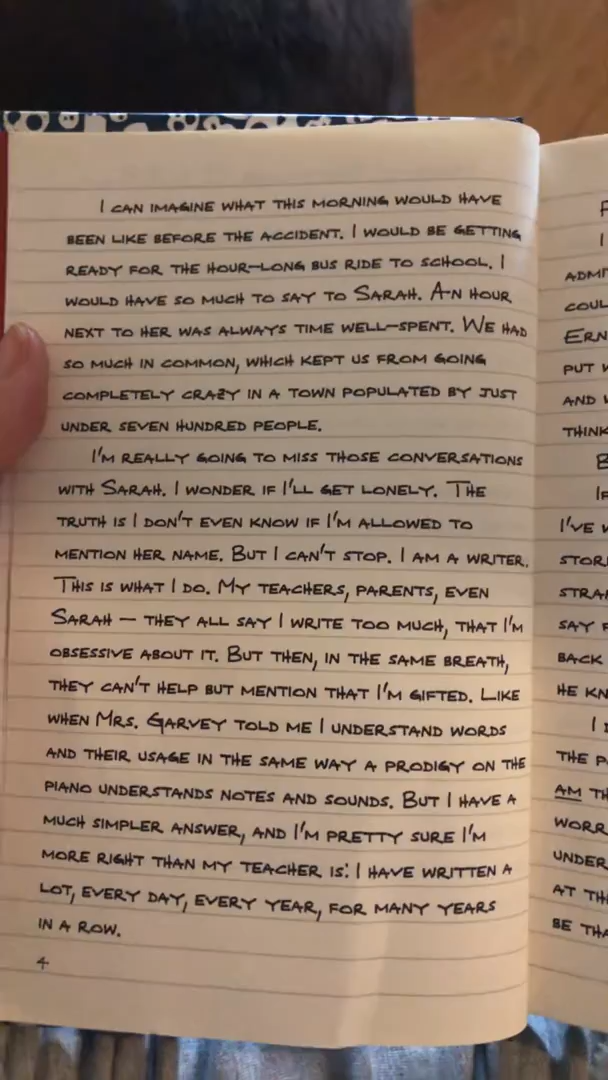 I CAN IMAGINE WHAT THIS MORNING WOULD HAVE
BEEN LIKE BEFORE THE ACCIDENT. I WOULD BE GETTING
READY FOR THE HOUR-LONG BUS RIDE TO SCHOOL. I
WOULD HAVE SO MUCH TO SAY TO SARAH. A-N HOUR
NEXT TO HER WAS ALWAYS TIME WELL-SPENT. WE HAD
SO MUCH IN COMMON, WHICH KEPT US FROM GOING
COMPLETELY CRAZY IN A TOWN POPULATED BY JUST
UNDER SEVEN HUNDRED PEOPLE.
I'M REALLY GOING TO MISS THOSE CONVERSATIONS
WITH SARAH. I WONDER IF I'LL GET LONELY. THE
TRUTH IS I DON'T EVEN KNOW IF I'M ALLOWED TO
MENTION HER NAME. BUT I CAN'T STOP. I AM A WRITER.
THIS IS WHAT I DO. MY TEACHERS, PARENTS, EVEN
SARAH — THEY ALL SAY I WRITE TOO MUCH, THAT I'M
OBSESSIVE ABOUT IT. BUT THEN, IN THE SAME BREATH,
THEY CAN'T HELP BUT MENTION THAT I'M GIFTED. LIKE
WHEN MRS. GARVEY TOLD ME I UNDERSTAND WORDS
AND THEIR USAGE IN THE SAME WAY A PRODIGY ON THE
PIANO UNDERSTANDS NOTES AND SOUNDS. BUT I HAVE A
MUCH SIMPLER ANSWER, AND I'M PRETTY SURE I'M
MORE RIGHT THAN MY TEACHER IS: I HAVE WRITTEN A
LOT, EVERY DAY, EVERY YEAR, FOR MANY YEARS
IN A ROW.
4
I
AND
I'VE
SAY
BACK
I
THE
AM
UNDER
BE